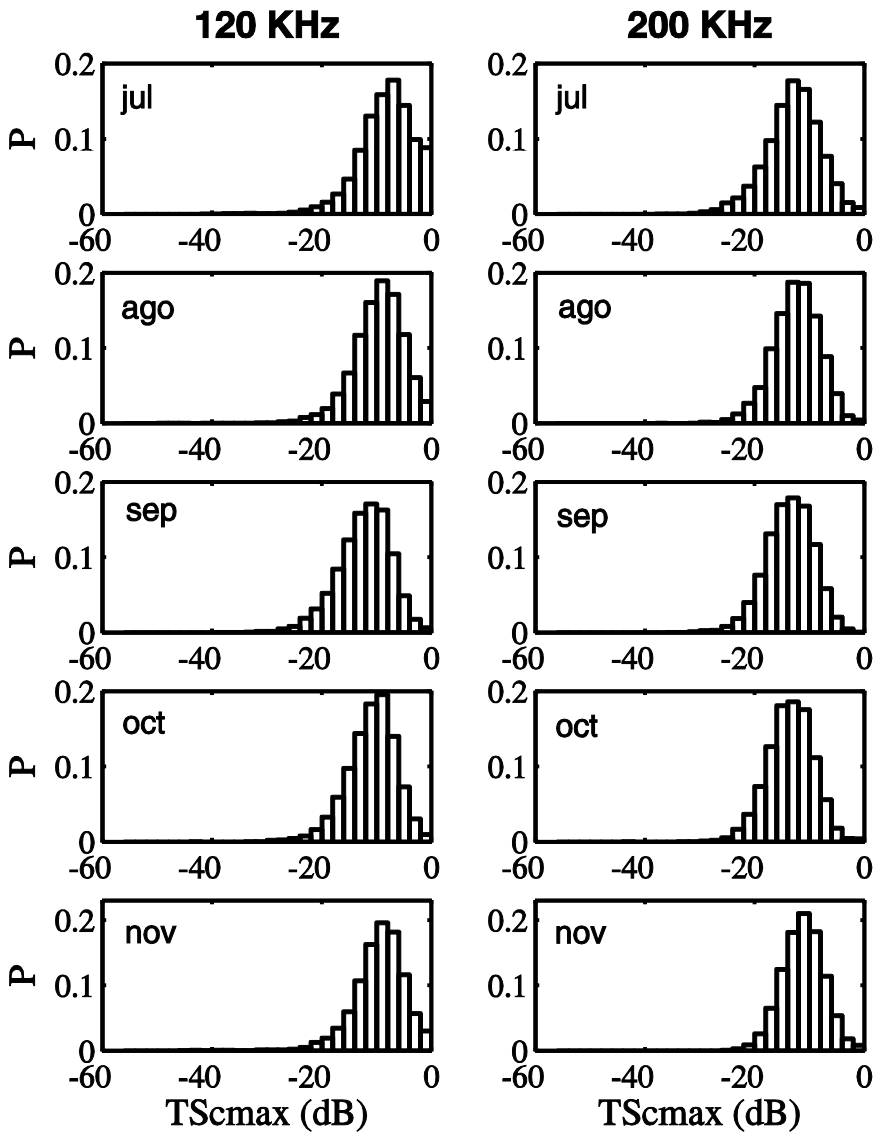 120 KHz 200 KHz
0.2 0.2
jul jul
P 0.1 0.1
0 0
-60 -40 -20 0 -60 -40 -20 0
0.2 0.2
ago ago
P 0.1 0.1
0 0
-60 -40 -20 0 -60 -40 -20 0
0.2 0.2
sep sep
P 0.1 0.1
0 0
-60 -40 -20 0 -60 -40 -20 0
0.2 0.2
oct oct
P 0.1 0.1
0 0
-60 -40 -20 0 -60 -40 -20 0
0.2 0.2
nov nov
P 0.1 0.1
0 0
-60 -40 -20 0 -60 -40 -20 0
TScmax (dB) TScmax (dB)